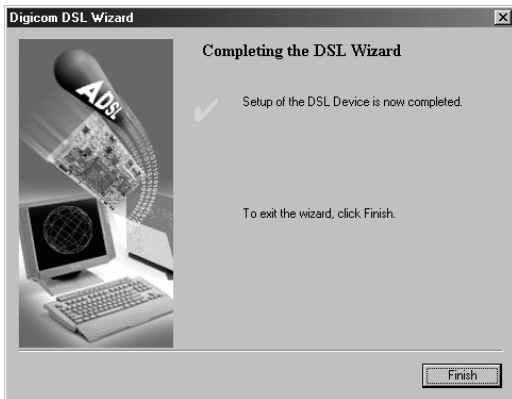 Digicom DSL Wizard
Completing the DSL Wizard
ADSL
Setup of the DSL Device is now completed.
To exit the wizard, click Finish.
Finish